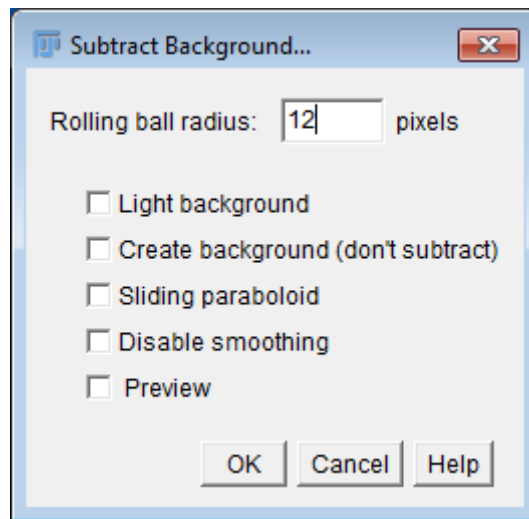 Subtract Background...
Rolling ball radius: 12 pixels
Light background
Create background (don't subtract)
Sliding paraboloid
Disable smoothing
Preview
OK Cancel Help